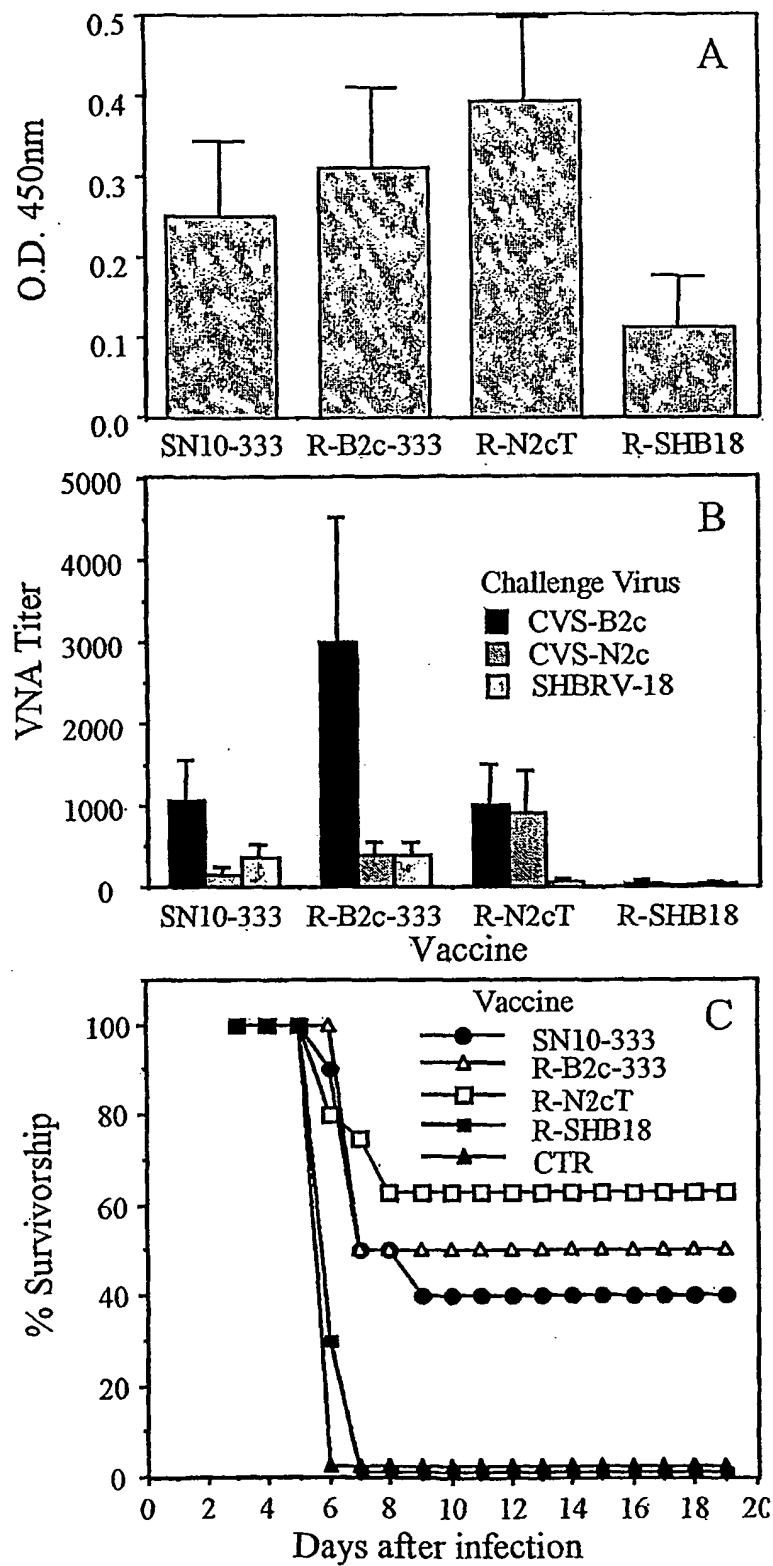 A
O.D. 450nm
0.5
0.4
0.3
0.2
0.1
0.0
SN10-333 R-B2c-333 R-N2cT R-SHB18
B
VNA Titer
5000
4000
3000
2000
1000
0
Challenge Virus
CVS-B2c
CVS-N2c
SHBRV-18
SN10-333 R-B2c-333 R-N2cT R-SHB18
Vaccine
C
% Survivorship
100
80
60
40
20
0
Vaccine
SN10-333
R-B2c-333
R-N2cT
R-SHB18
CTR
0 2 4 6 8 10 12 14 16 18 20
Days after infection